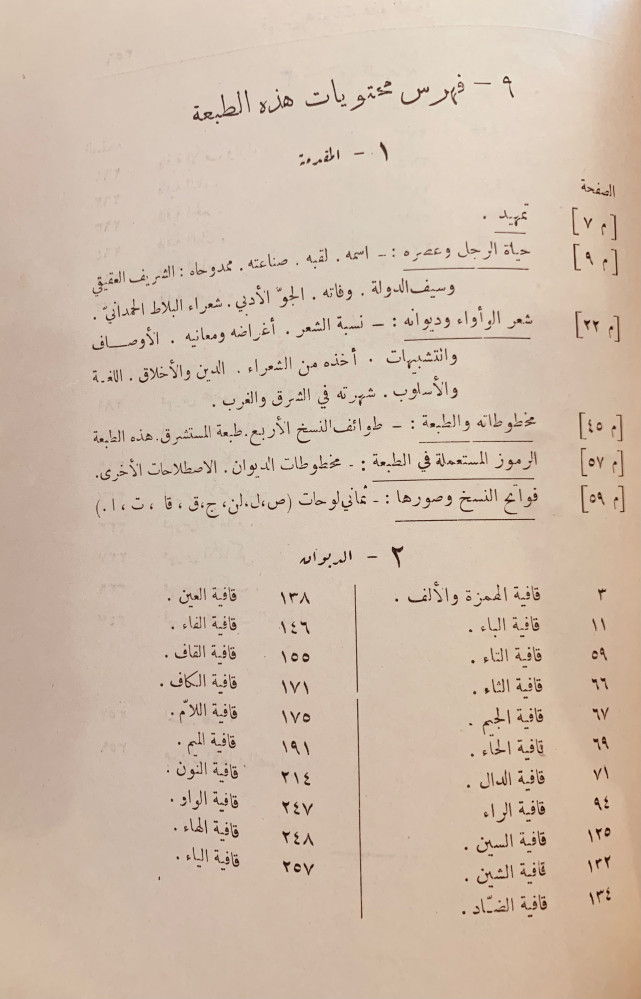 ٩ - فهرس محتويات هذه الطبعة
١ - المقدمة
الصفحة
[م ٧] تمهيد .
[م ٩] حياة الرجل وعصره : - اسمه . لقبه . صناعته . ممدوحاه : الشريف العقيقي
وسيف الدولة . وفاته . الجوّ الأدبي . شعراء البلاط الحمدانيّ .
[م ٢٢] شعر الوأواء وديوانه : - نسبة الشعر . أغراضه ومعانيه . الأوصاف
والتشبيهات . أخذه من الشعراء . الدين والأخلاق . اللغة
والأسلوب . شهرته في الشرق والغرب .
[م ٤٥] مخطوطاته والطبعة : - طوائف النسخ الأربع . طبعة المستشرق . هذه الطبعة
[م ٥٧] الرموز المستعملة في الطبعة : - مخطوطات الديوان . الاصطلاحات الأخرى .
[م ٥٩] فواتح النسخ وصورها : - ثماني لوحات (ص، ل، لن، ج، ق ، قا ، ت ، ا .)
٢ - الديوان
٣ قافية الهمزة والألف .
١١ قافية الباء .
٥٩ قافية التاء .
٦٦ قافية الثاء .
٦٧ قافية الجيم .
٦٩ قافية الحاء .
٧١ قافية الدال .
٩٤ قافية الراء
١٢٥ قافية السين .
١٣٢ قافية الشين .
١٣٤ قافية الضّاد .
١٣٨ قافية العين .
١٤٦ قافية الفاء .
١٥٥ قافية القاف .
١٧١ قافية الكاف .
١٧٥ قافية اللاّم .
١٩١ قافية الميم .
٢١٤ قافية النون .
٢٤٧ قافية الواو .
٢٤٨ قافية الهاء .
٢٥٧ قافية الياء .